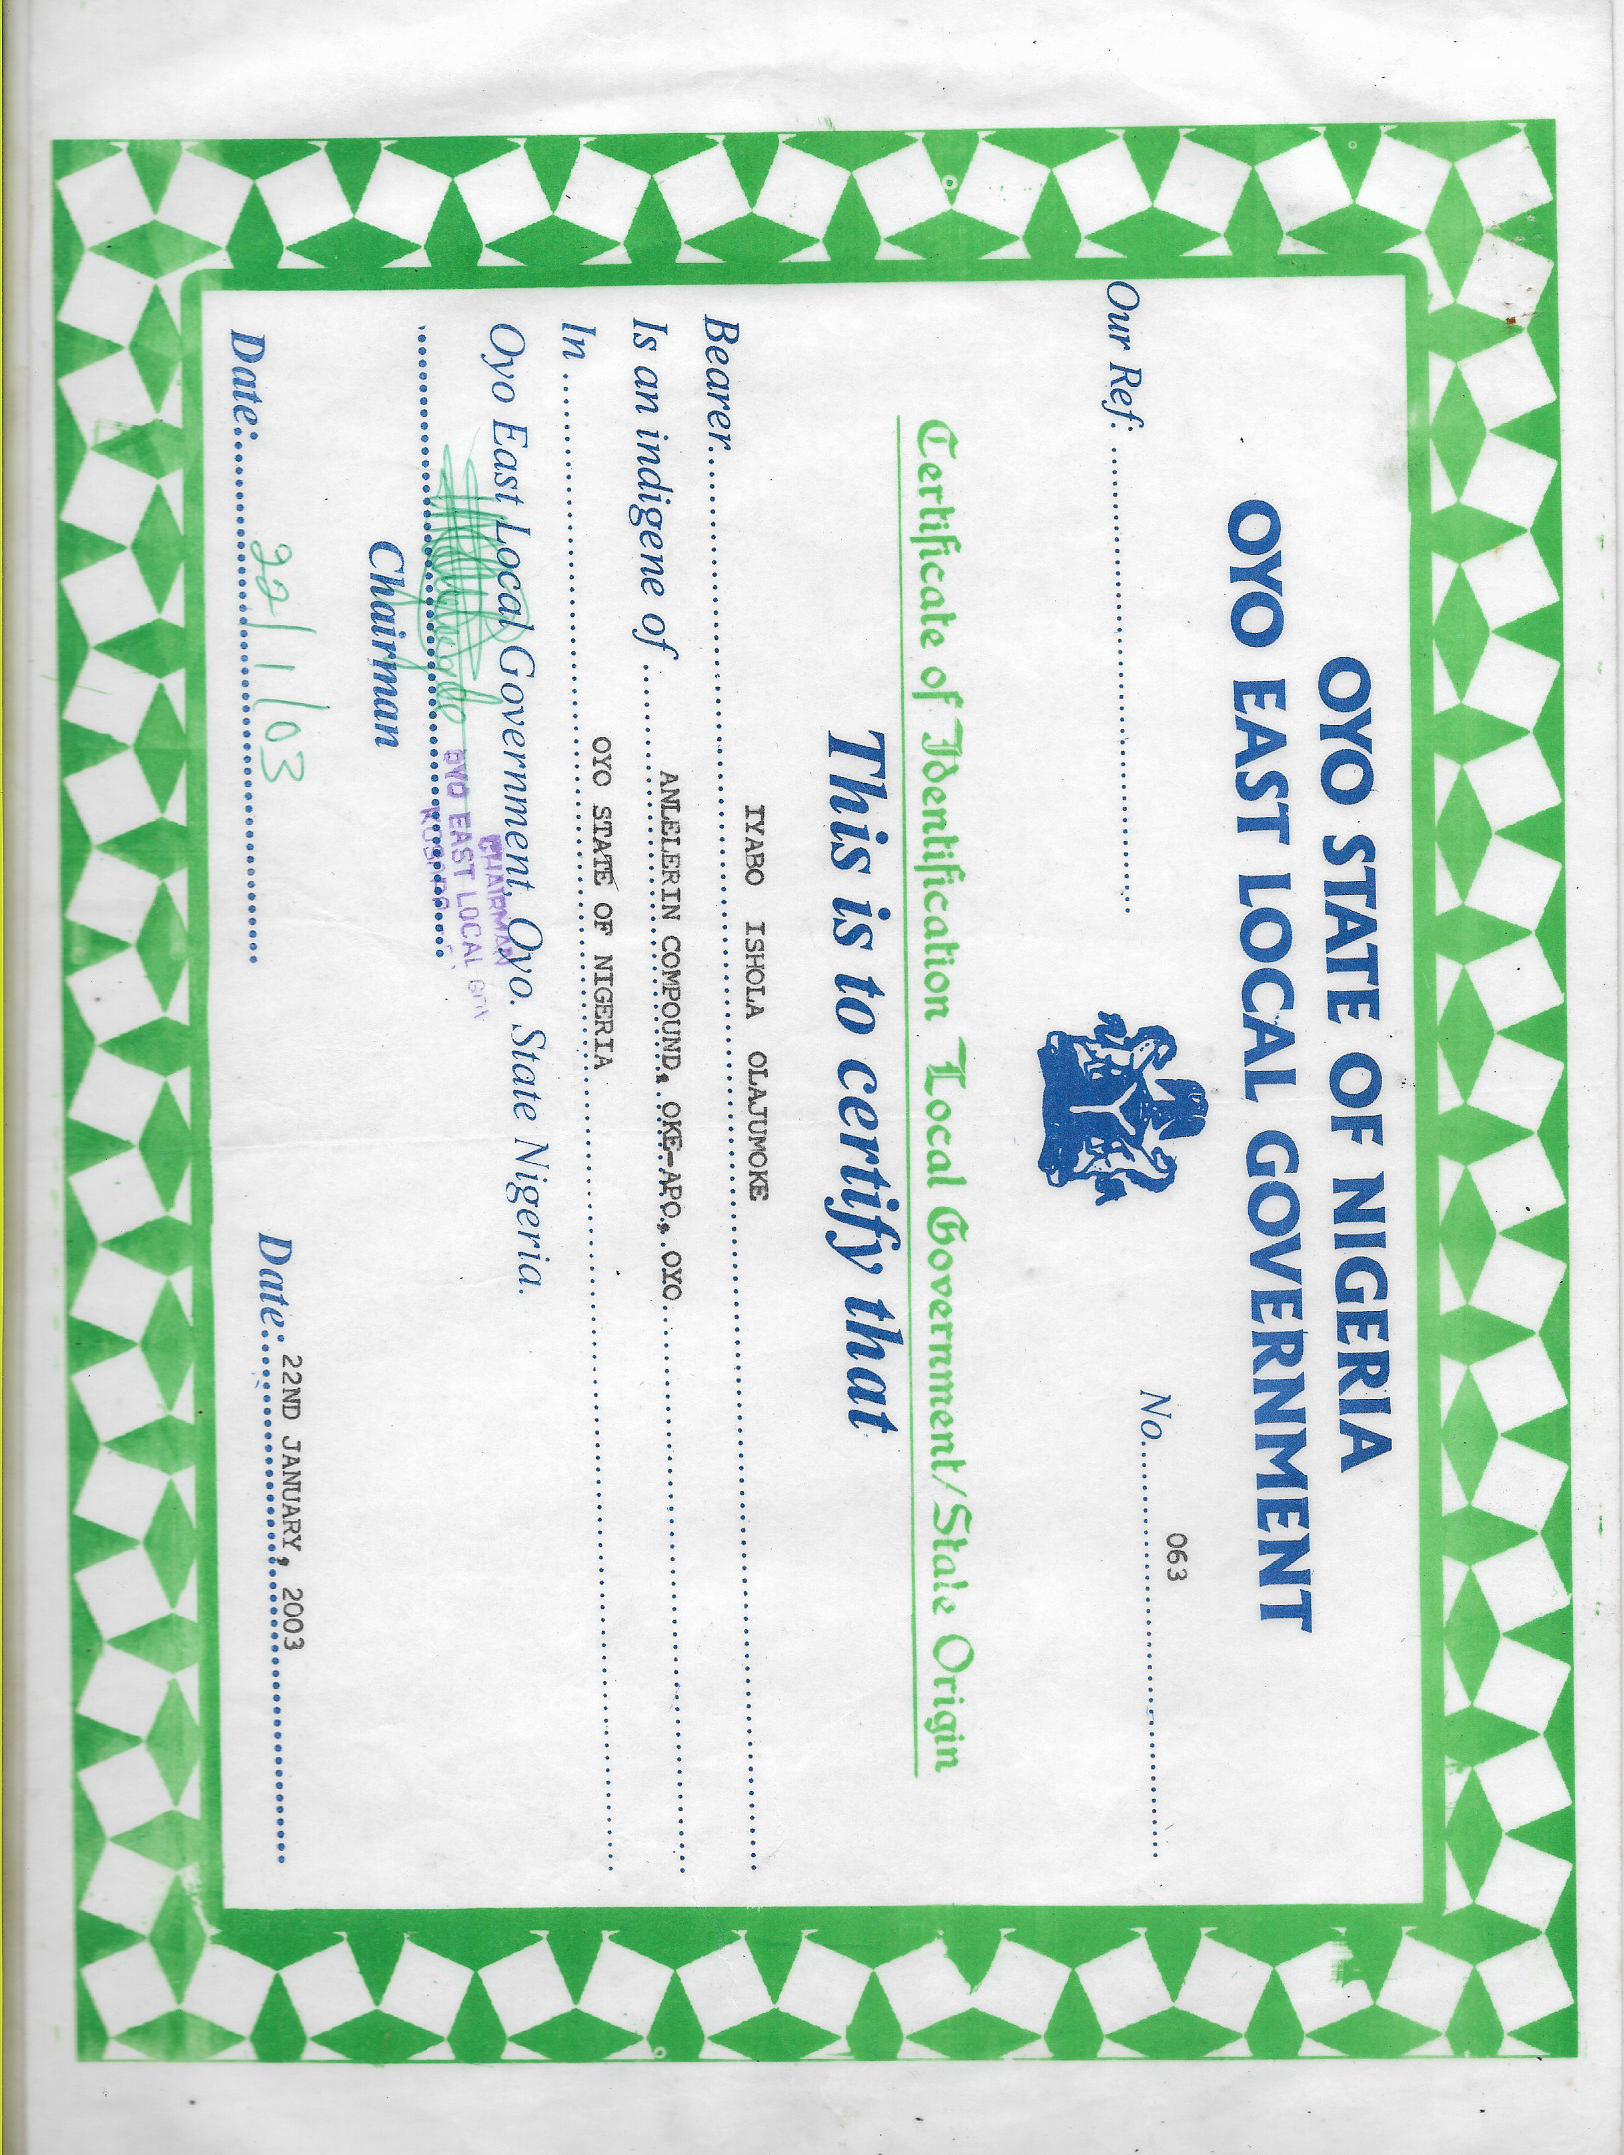 OYO STATE OF NIGERIA
OYO EAST LOCAL GOVERNMENT
Our Ref: ........................ No. 063
Certificate of Identification Local Government/State Origin
This is to certify that
Bearer IYABO ISHOLA OLAJUMOKE
Is an indigene of ANLELERIN COMPOUND, OKE-APO, OYO
In OYO STATE OF NIGERIA
Oyo East Local Government, Oyo. State Nigeria.
CHAIRMAN
OYO EAST LOCAL
Chairman
Date: 22/1/03 Date: 22ND JANUARY, 2003